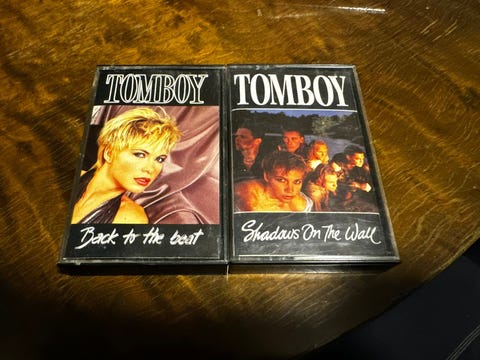 TOMBOY
Back to the beat
TOMBOY
Shadows On The Wall